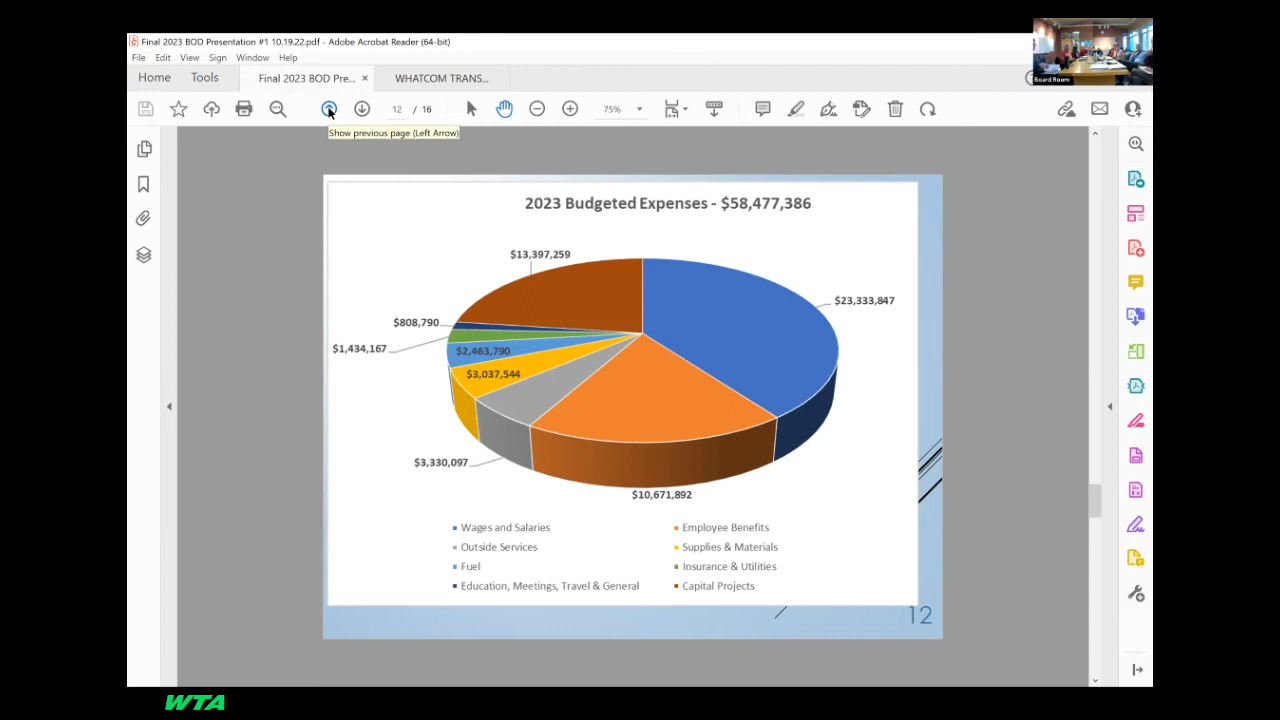 Final 2023 BOD Presentation #1 10.19.22.pdf - Adobe Acrobat Reader (64-bit)
File Edit View Sign Window Help
Home Tools Final 2023 BOD Pre... × WHATCOM TRANS...
Board Room
12 / 16 75%
Show previous page (Left Arrow)
2023 Budgeted Expenses - $58,477,386
$13,397,259
$23,333,847
$808,790
$1,434,167
$2,463,790
$3,037,544
$3,330,097
$10,671,892
Wages and Salaries
Employee Benefits
Outside Services
Supplies & Materials
Fuel
Insurance & Utilities
Education, Meetings, Travel & General
Capital Projects
12
WTA